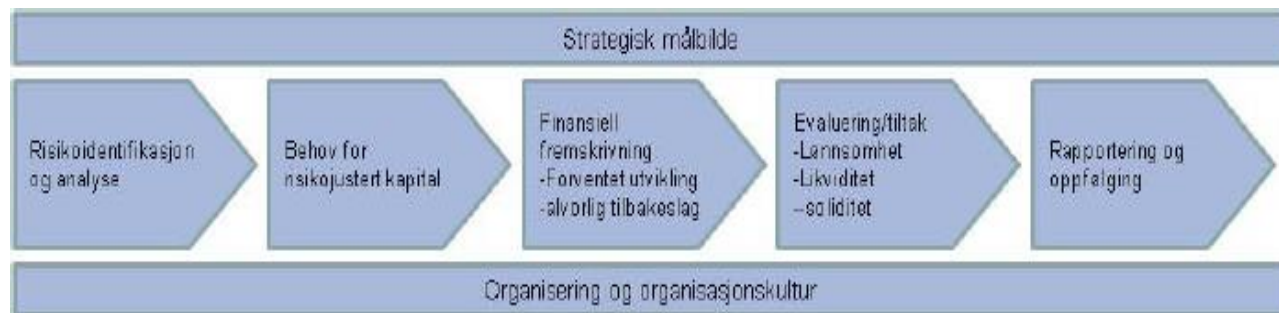 Strategisk målbilde
Risikoidentifikasjon
og analyse
Behov for
risikojustert kapital
Finansiell
fremskrivning
-Forventet utvikling
-alvorlig tilbakeslag
Evaluering/tiltak
-Lønnsomhet
-Likviditet
–soliditet
Rapportering og
oppfølging
Organisering og organisasjonskultur